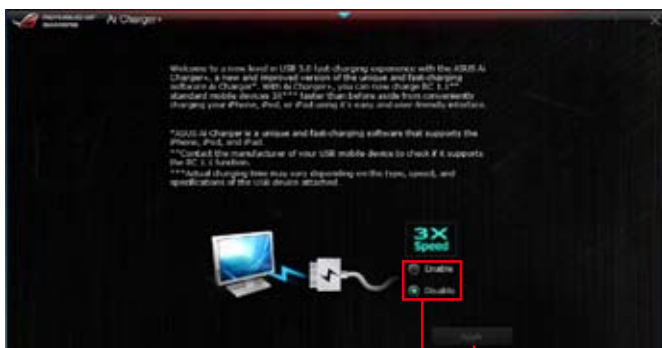 REPUBLIC OF GAMERS Ai Charger+
Welcome to a new level in USB 3.0 fast-charging experience with the ASUS Ai
Charger+, a new and improved version of the unique and fast-charging
software Ai Charger*. With Ai Charger+, you can now charge BC 1.1**
standard mobile devices 3X*** faster than before aside from conveniently
charging your iPhone, iPod, or iPad using it's easy and user-friendly interface.
*ASUS Ai Charger is a unique and fast-charging software that supports the
iPhone, iPod, and iPad.
**Contact the manufacturer of your USB mobile device to check if it supports
the BC 1.1 function.
***Actual charging time may vary depending on the type, speed, and
specifications of the USB device attached.
3X
Speed
Enable
Disable
Apply